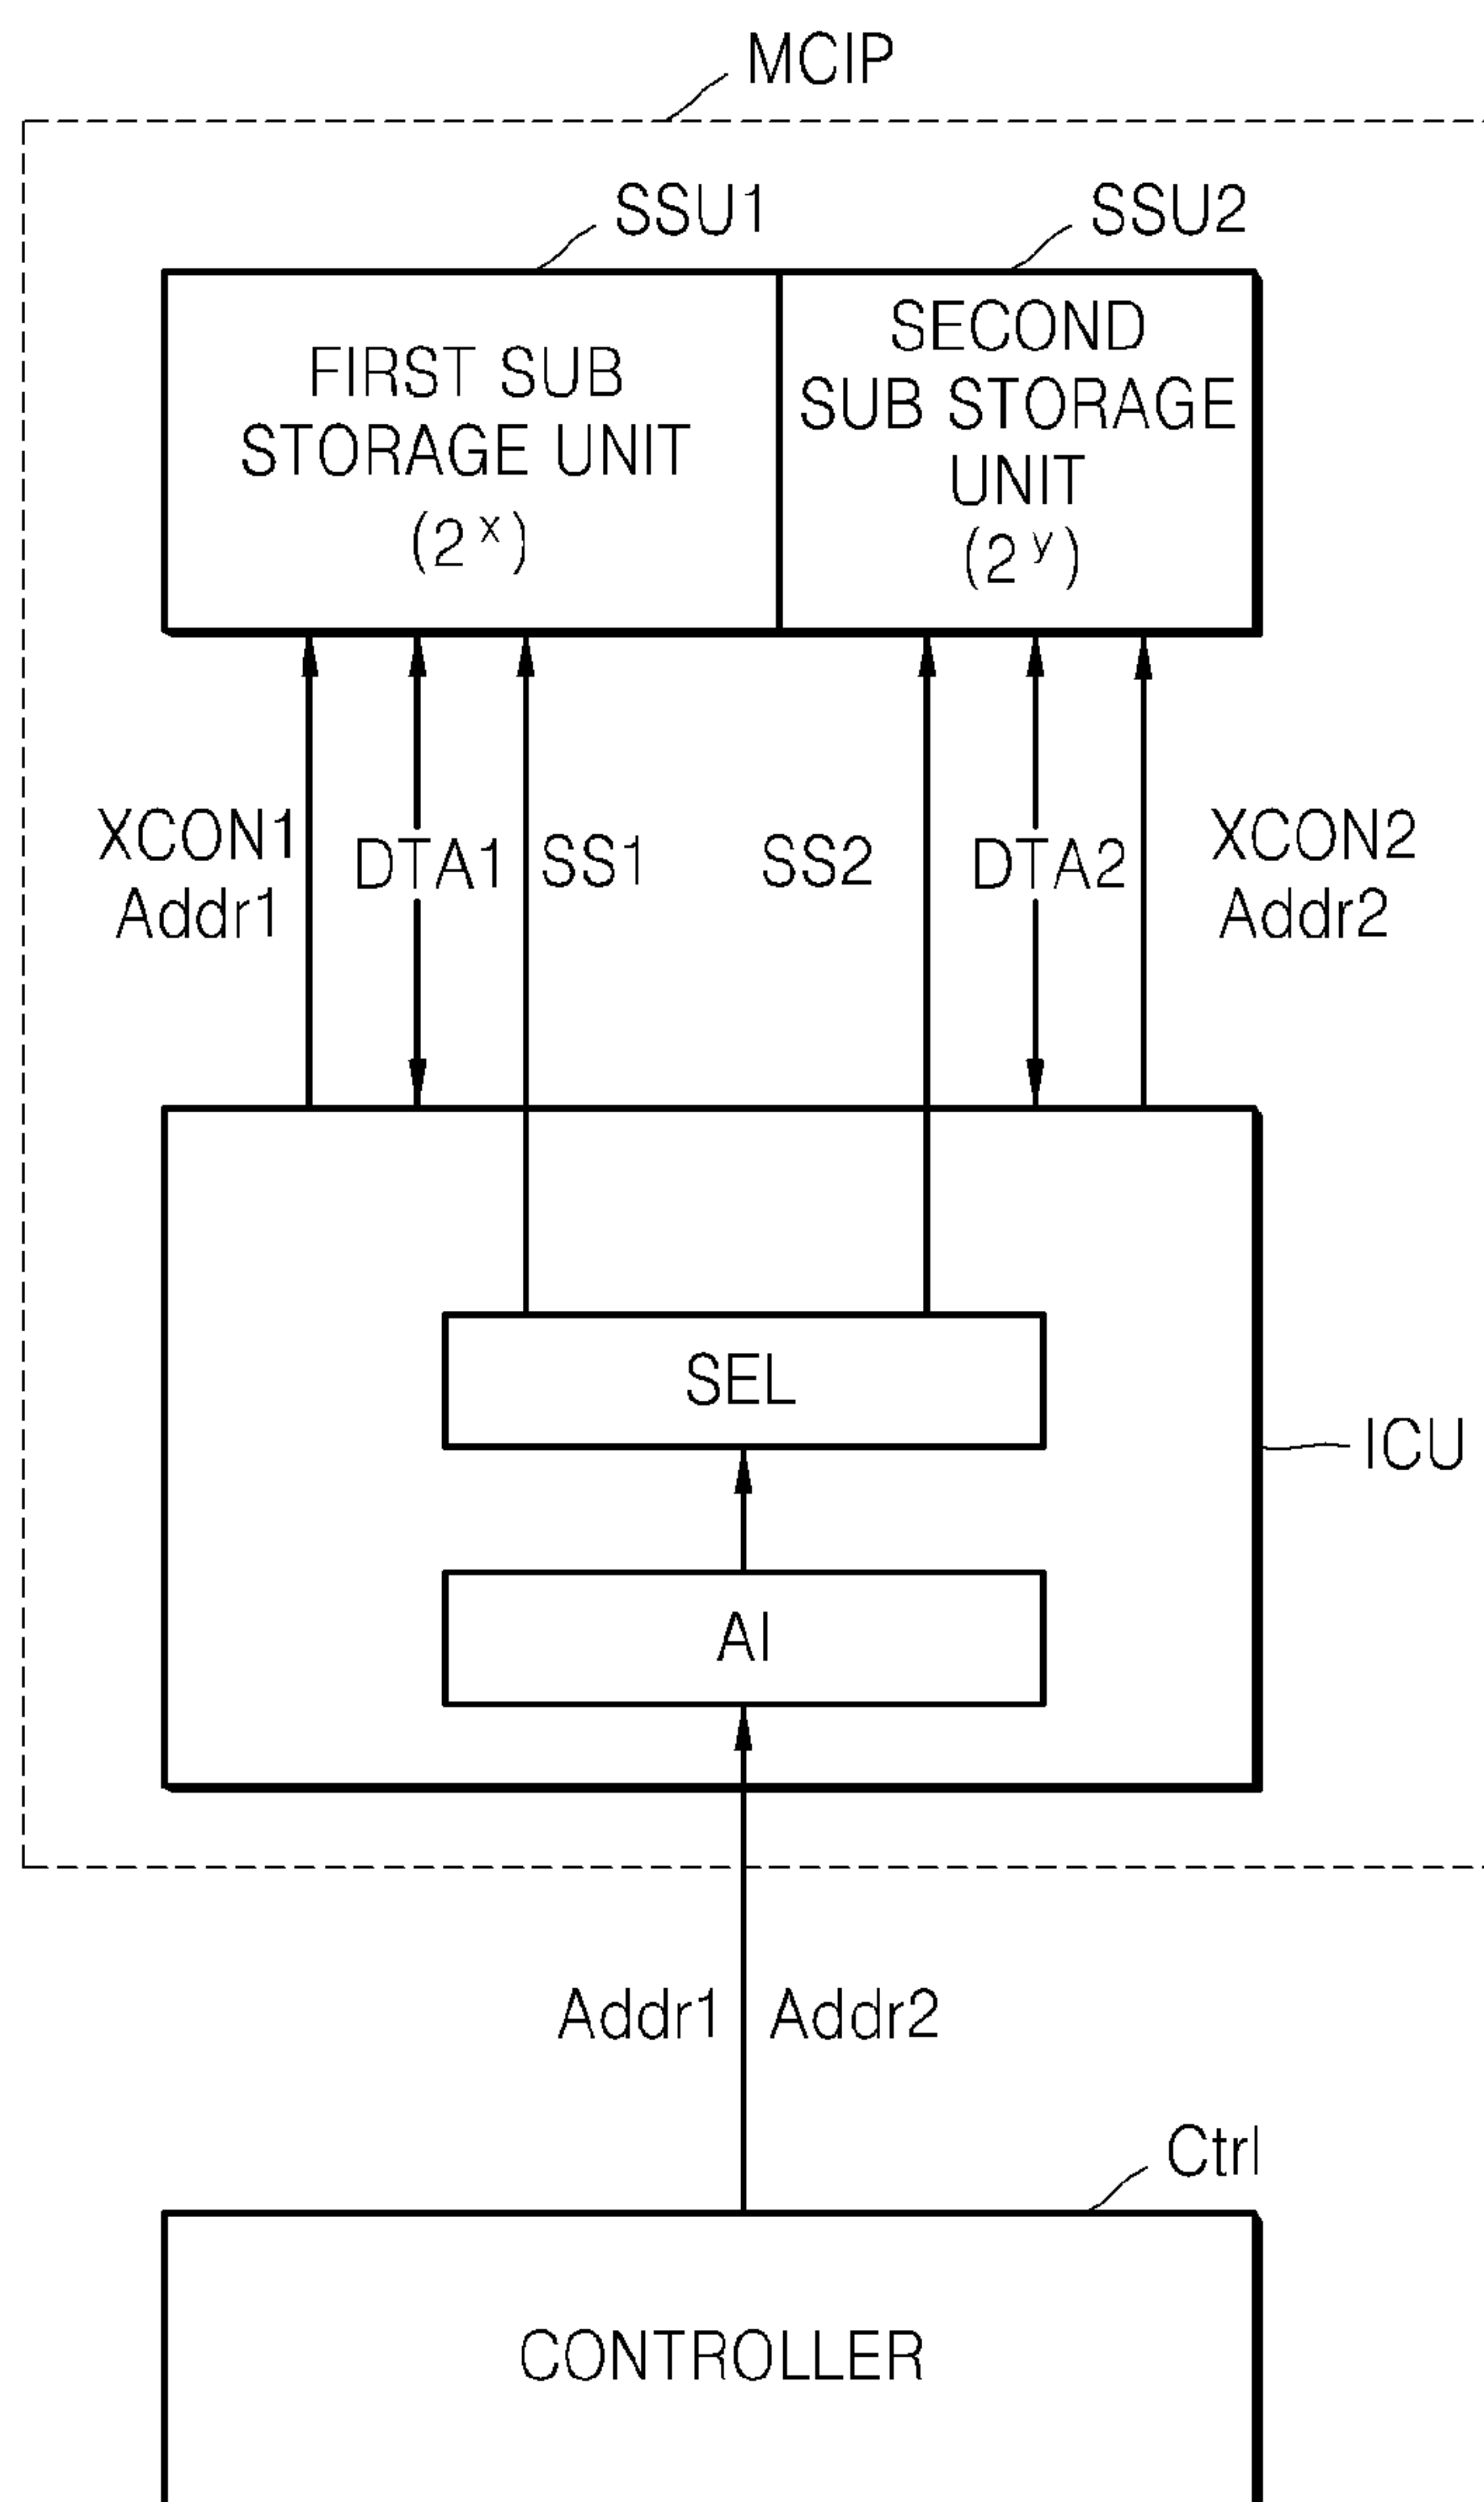 MCIP
SSU1
SSU2
FIRST SUB
STORAGE UNIT
(2^x)
SECOND
SUB STORAGE
UNIT
(2^y)
XCON1
Addr1
DTA1
SS1
SS2
DTA2
XCON2
Addr2
SEL
ICU
AI
Addr1
Addr2
Ctrl
CONTROLLER